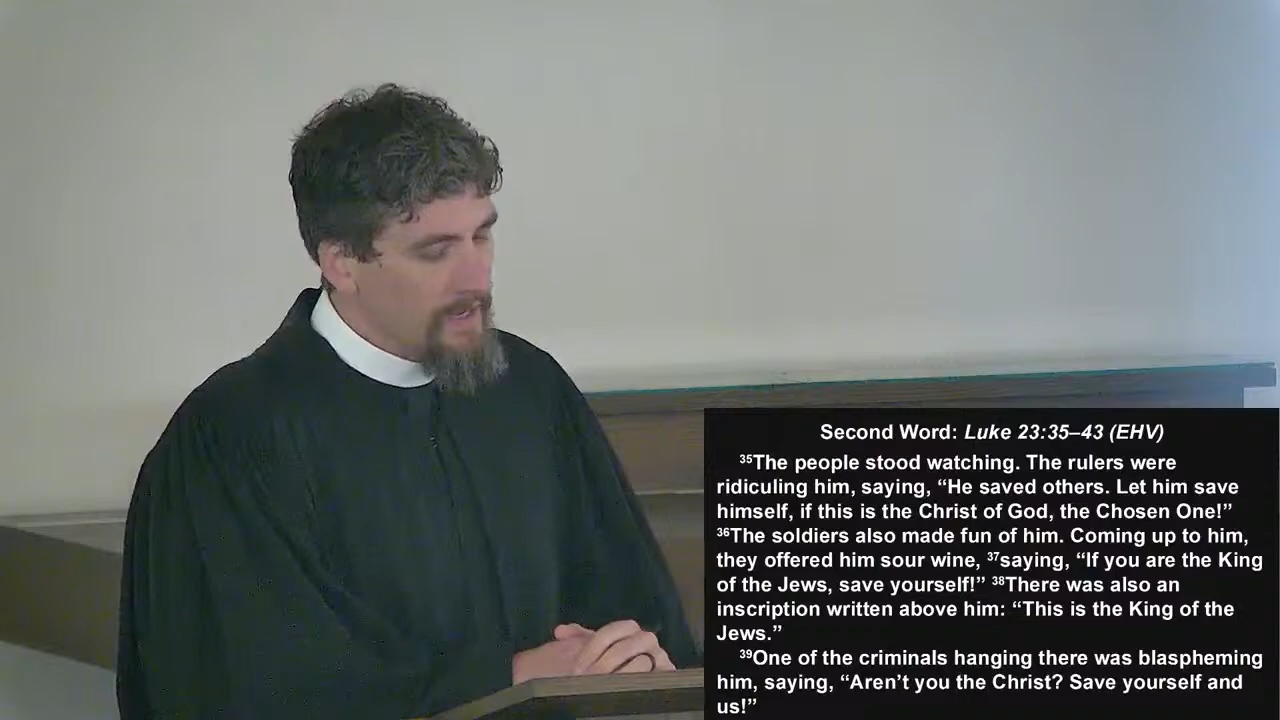 Second Word: Luke 23:35–43 (EHV)
³⁵The people stood watching. The rulers were
ridiculing him, saying, “He saved others. Let him save
himself, if this is the Christ of God, the Chosen One!”
³⁶The soldiers also made fun of him. Coming up to him,
they offered him sour wine, ³⁷saying, “If you are the King
of the Jews, save yourself!” ³⁸There was also an
inscription written above him: “This is the King of the
Jews.”
³⁹One of the criminals hanging there was blaspheming
him, saying, “Aren’t you the Christ? Save yourself and
us!”